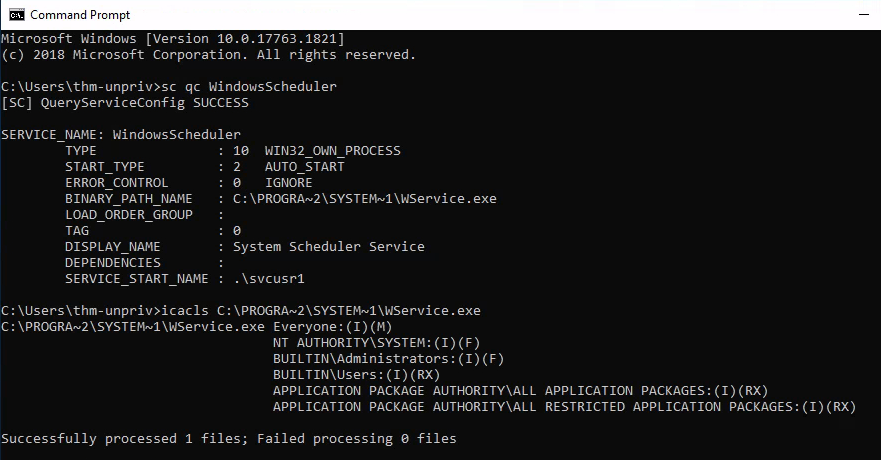 Command Prompt
Microsoft Windows [Version 10.0.17763.1821]
(c) 2018 Microsoft Corporation. All rights reserved.
C:\Users\thm-unpriv>sc qc WindowsScheduler
[SC] QueryServiceConfig SUCCESS
SERVICE_NAME: WindowsScheduler
        TYPE               : 10  WIN32_OWN_PROCESS
        START_TYPE         : 2   AUTO_START
        ERROR_CONTROL      : 0   IGNORE
        BINARY_PATH_NAME   : C:\PROGRA~2\SYSTEM~1\WService.exe
        LOAD_ORDER_GROUP   :
        TAG                : 0
        DISPLAY_NAME       : System Scheduler Service
        DEPENDENCIES       :
        SERVICE_START_NAME : .\svcusr1
C:\Users\thm-unpriv>icacls C:\PROGRA~2\SYSTEM~1\WService.exe
C:\PROGRA~2\SYSTEM~1\WService.exe Everyone:(I)(M)
                                  NT AUTHORITY\SYSTEM:(I)(F)
                                  BUILTIN\Administrators:(I)(F)
                                  BUILTIN\Users:(I)(RX)
                                  APPLICATION PACKAGE AUTHORITY\ALL APPLICATION PACKAGES:(I)(RX)
                                  APPLICATION PACKAGE AUTHORITY\ALL RESTRICTED APPLICATION PACKAGES:(I)(RX)
Successfully processed 1 files; Failed processing 0 files